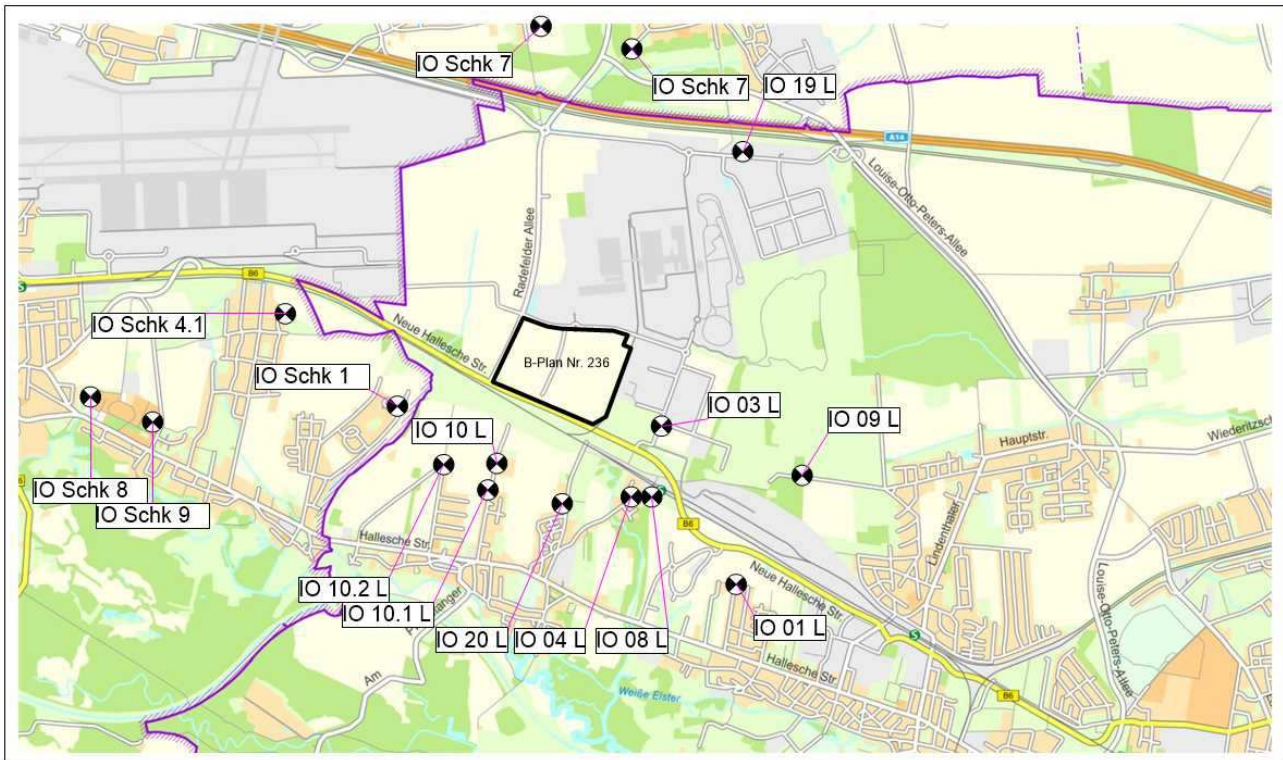 IO Schk 7
IO Schk 7
IO 19 L
A14
Louise-Otto-Peters-Allee
Radefelder Allee
B6
S
IO Schk 4.1
Neue Hallesche Str.
B-Plan Nr. 236
IO Schk 1
IO 03 L
IO 09 L
IO 10 L
Hauptstr.
Wiederitzsch
IO Schk 8
IO Schk 9
S
B6
Hallesche Str.
Lindenthaler
Neue Hallesche Str.
IO 10.2 L
IO 10.1 L
IO 20 L
IO 04 L
IO 08 L
IO 01 L
Louise-Otto-Peters-Allee
S
Hallesche Str.
Am
Weiße Elster
B6